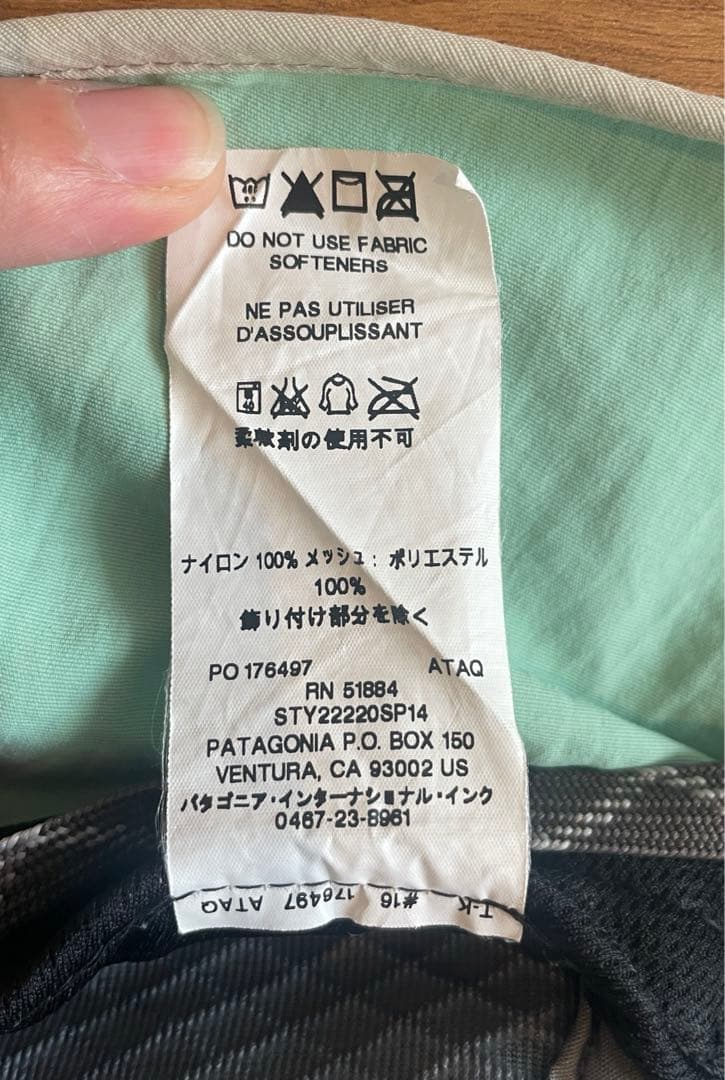 DO NOT USE FABRIC
SOFTENERS
NE PAS UTILISER
D'ASSOUPLISSANT
柔軟剤の使用不可
ナイロン 100% メッシュ: ポリエステル
100%
飾り付け部分を除く
PO 176497 ATAQ
RN 51884
STY22220SP14
PATAGONIA P.O. BOX 150
VENTURA, CA 93002 US
パタゴニア・インターナショナル・インク
0467-23-8961
I-K #16 176497 ATAQ